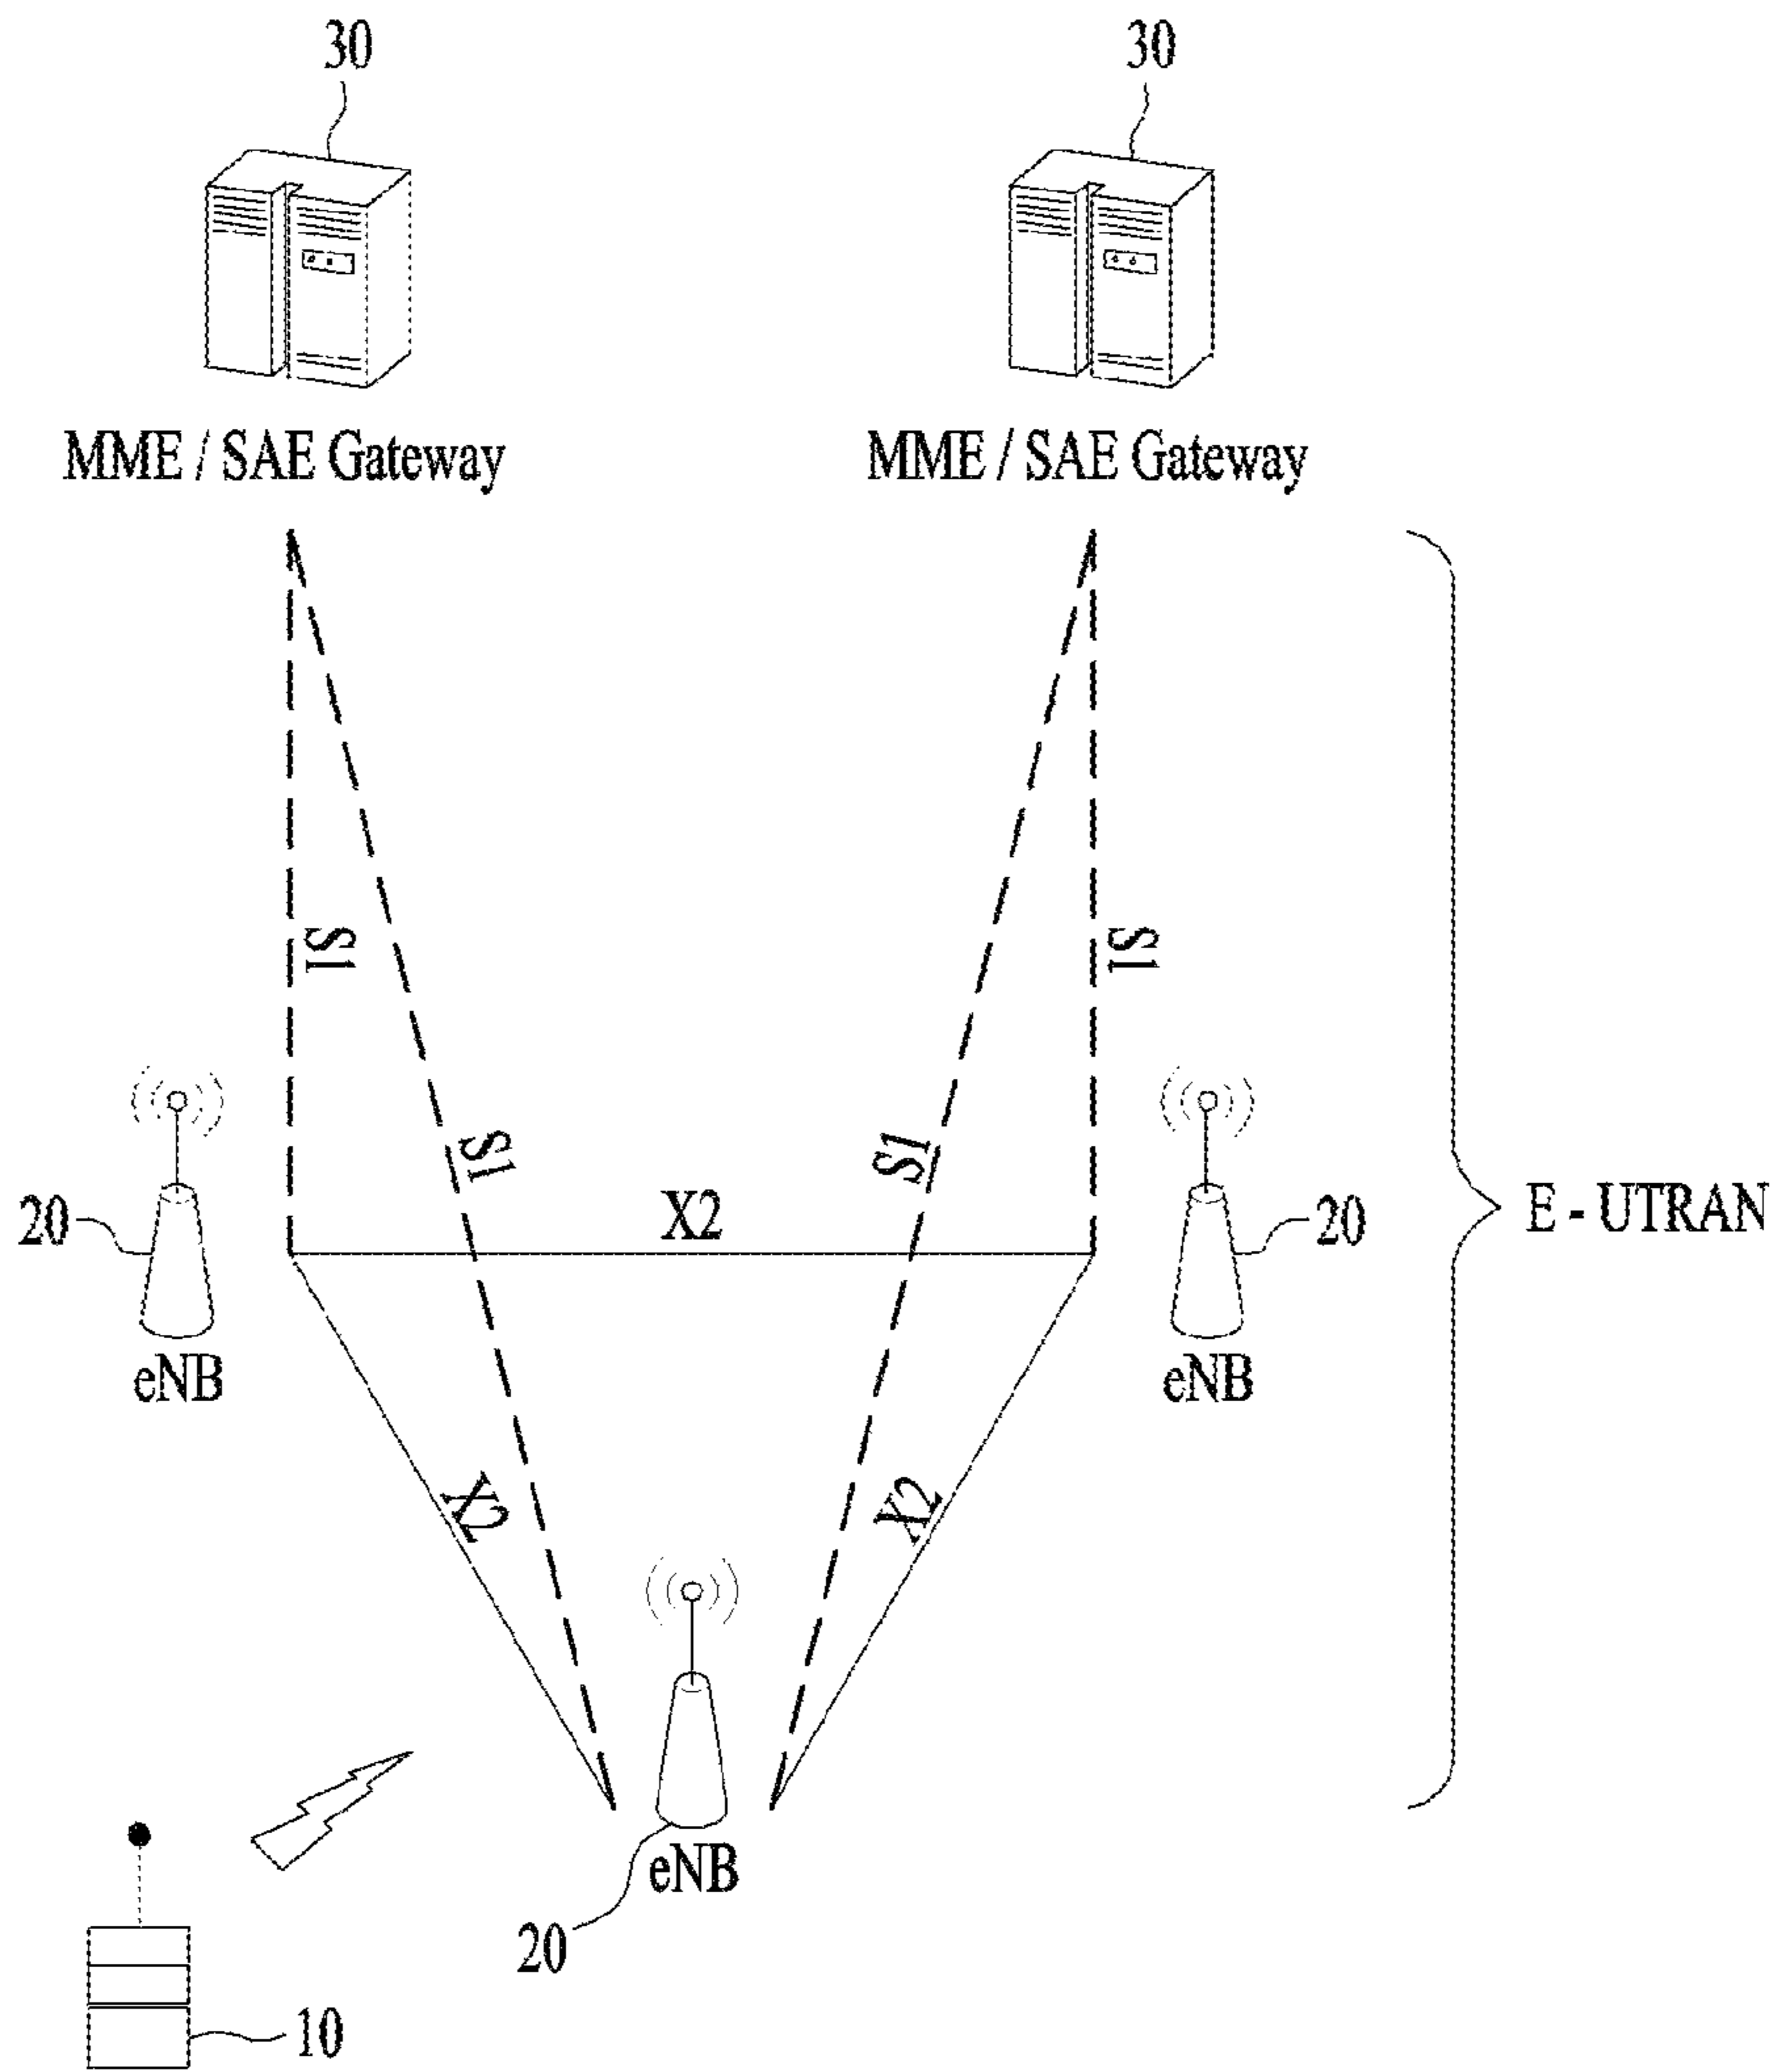 30 30
MME / SAE Gateway MME / SAE Gateway
S1 S1
S1 S1
X2
20 20
E - UTRAN
eNB eNB
X2 X2
eNB
20
10